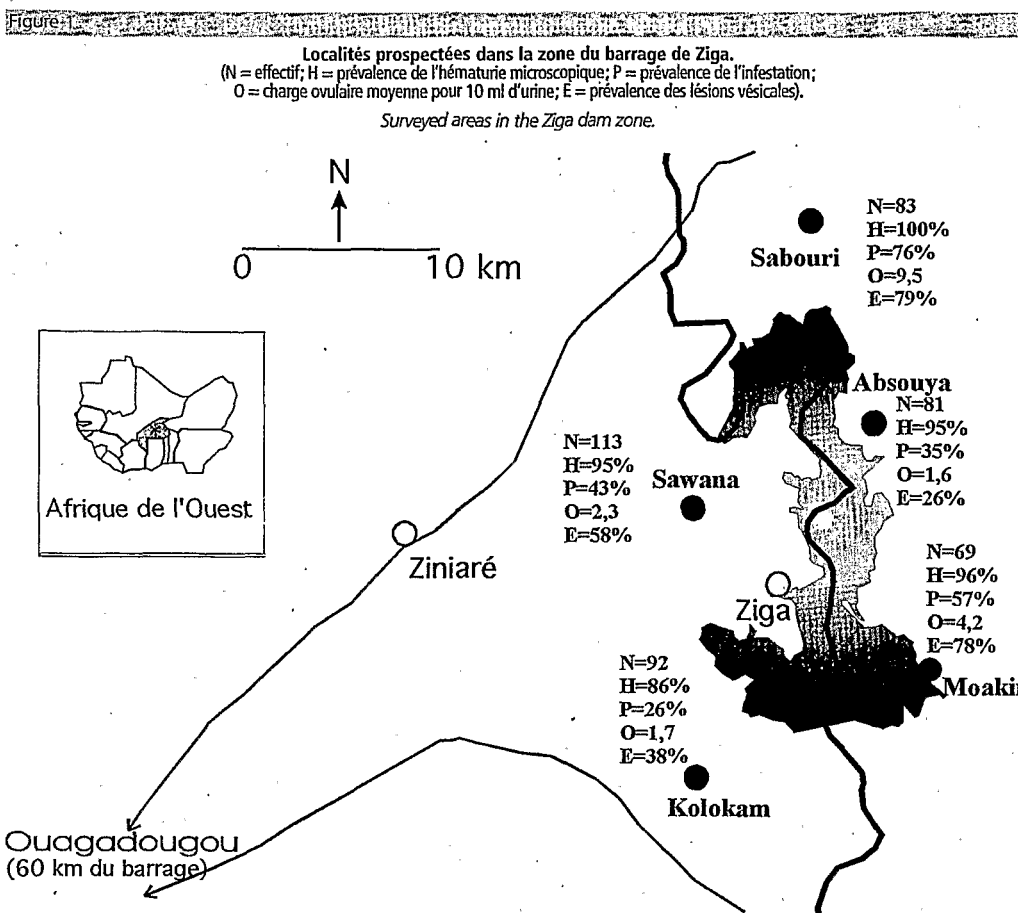 Figure 1.
Localités prospectées dans la zone du barrage de Ziga.
(N = effectif; H = prévalence de l'hématurie microscopique; P = prévalence de l'infestation;
O = charge ovulaire moyenne pour 10 ml d'urine; E = prévalence des lésions vésicales).
Surveyed areas in the Ziga dam zone.
N
0 10 km
Sabouri
N=83
H=100%
P=76%
O=9,5
E=79%
Afrique de l'Ouest
Absouya
N=81
H=95%
P=35%
O=1,6
E=26%
N=113
H=95%
P=43%
O=2,3
E=58%
Sawana
Ziniaré
Ziga
N=69
H=96%
P=57%
O=4,2
E=78%
Moakin
N=92
H=86%
P=26%
O=1,7
E=38%
Kolokam
Ouagadougou
(60 km du barrage)